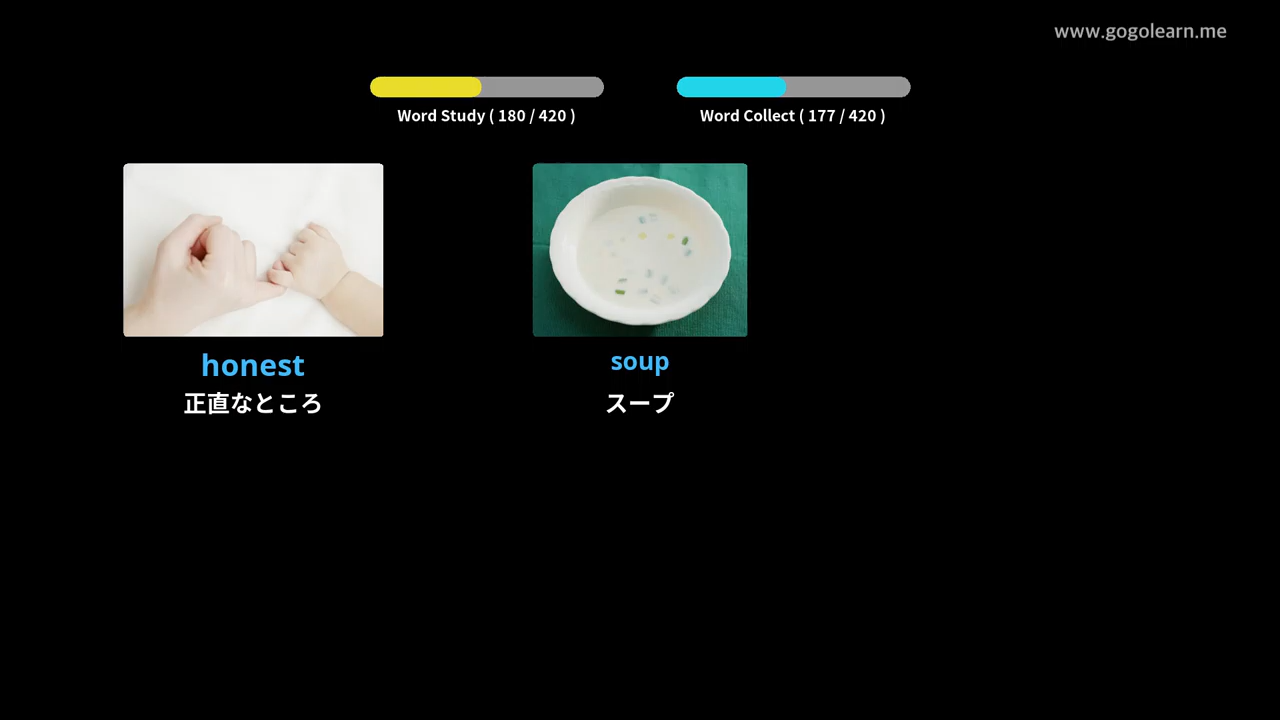 www.gogolearn.me
Word Study ( 180 / 420 )
Word Collect ( 177 / 420 )
honest
正直なところ
soup
スープ